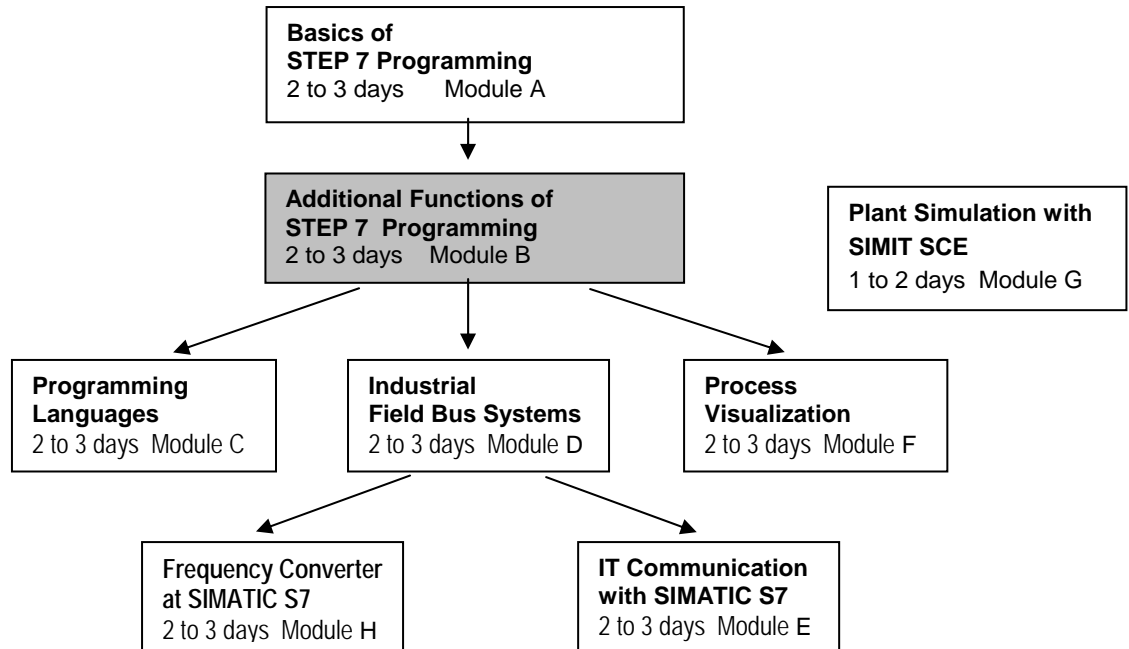 Basics of
STEP 7 Programming
2 to 3 days Module A
Additional Functions of
STEP 7 Programming
2 to 3 days Module B
Plant Simulation with
SIMIT SCE
1 to 2 days Module G
Programming
Languages
2 to 3 days Module C
Industrial
Field Bus Systems
2 to 3 days Module D
Process
Visualization
2 to 3 days Module F
Frequency Converter
at SIMATIC S7
2 to 3 days Module H
IT Communication
with SIMATIC S7
2 to 3 days Module E